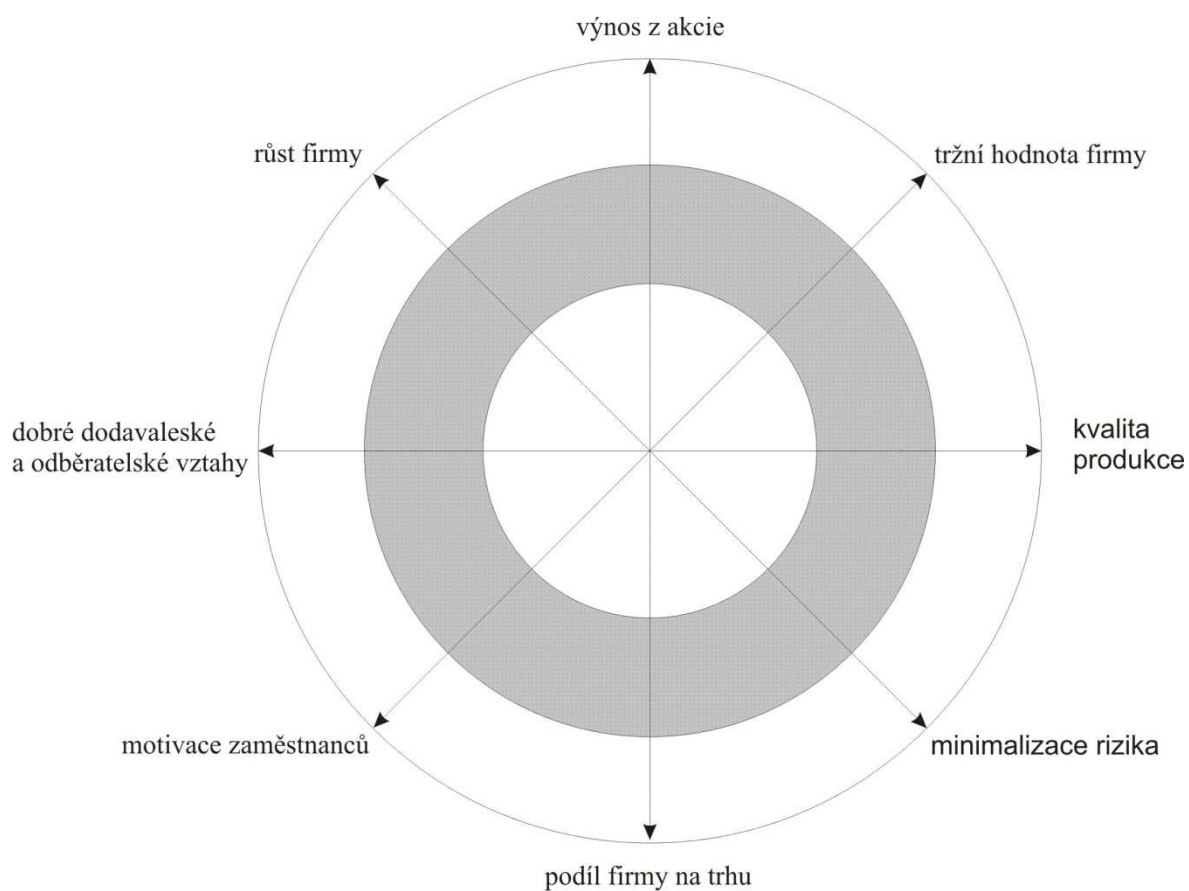 výnos z akcie
růst firmy
tržní hodnota firmy
dobré dodavaleské
a odběratelské vztahy
kvalita
produkce
motivace zaměstnanců
minimalizace rizika
podíl firmy na trhu